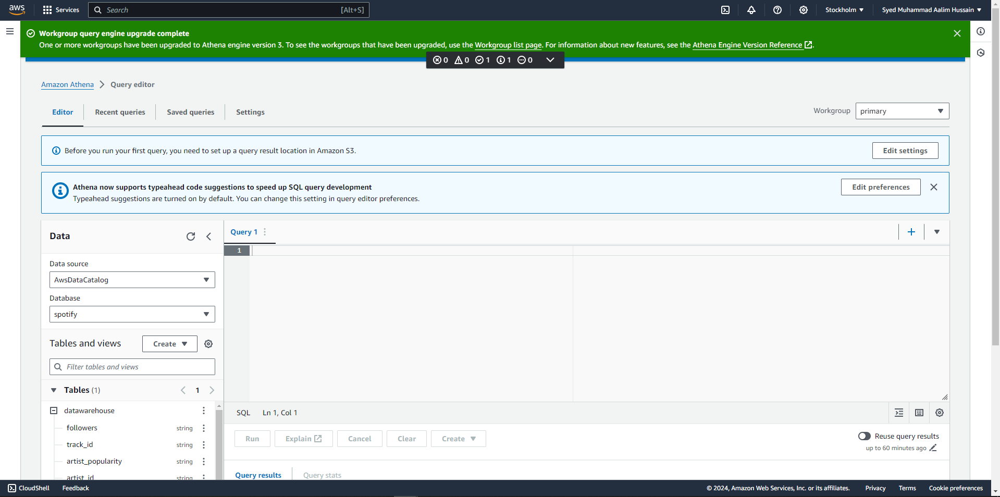 aws
Services
Search
[Alt+S]
Stockholm
Syed Muhammad Aalim Hussain
Workgroup query engine upgrade complete
One or more workgroups have been upgraded to Athena engine version 3. To see the workgroups that have been upgraded, use the Workgroup list page. For information about new features, see the Athena Engine Version Reference.
0 0 1 1 0
Amazon Athena
Query editor
Editor
Recent queries
Saved queries
Settings
Workgroup
primary
Before you run your first query, you need to set up a query result location in Amazon S3.
Edit settings
Athena now supports typeahead code suggestions to speed up SQL query development
Typeahead suggestions are turned on by default. You can change this setting in query editor preferences.
Edit preferences
Data
Data source
AwsDataCatalog
Database
spotify
Tables and views
Create
Filter tables and views
Tables (1)
1
datawarehouse
followers string
track_id string
artist_popularity string
artist_id string
Query 1
1
SQL Ln 1, Col 1
Run
Explain
Cancel
Clear
Create
Reuse query results
up to 60 minutes ago
Query results
Query stats
CloudShell
Feedback
© 2024, Amazon Web Services, Inc. or its affiliates.
Privacy
Terms
Cookie preferences